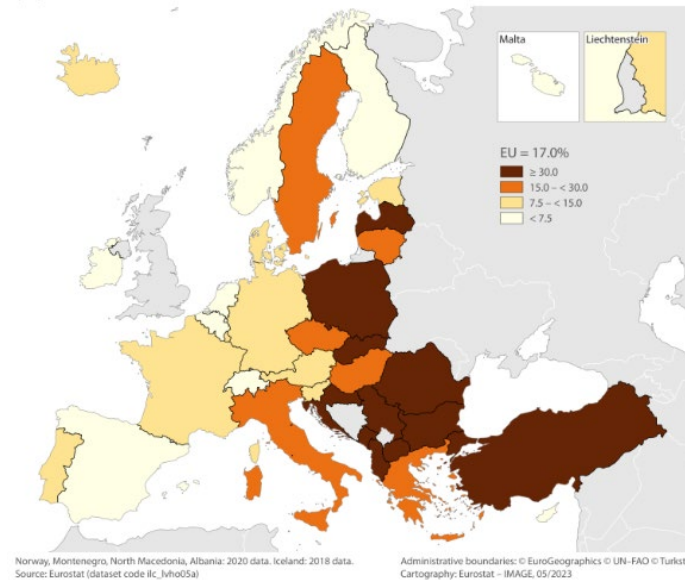 Malta
Liechtenstein
EU = 17.0%
≥ 30.0
15.0 – < 30.0
7.5 – < 15.0
< 7.5
Norway, Montenegro, North Macedonia, Albania: 2020 data. Iceland: 2018 data.
Source: Eurostat (dataset code ilc_lvho05a)
Administrative boundaries: © EuroGeographics © UN–FAO © Turkst
Cartography: Eurostat – IMAGE, 05/2023